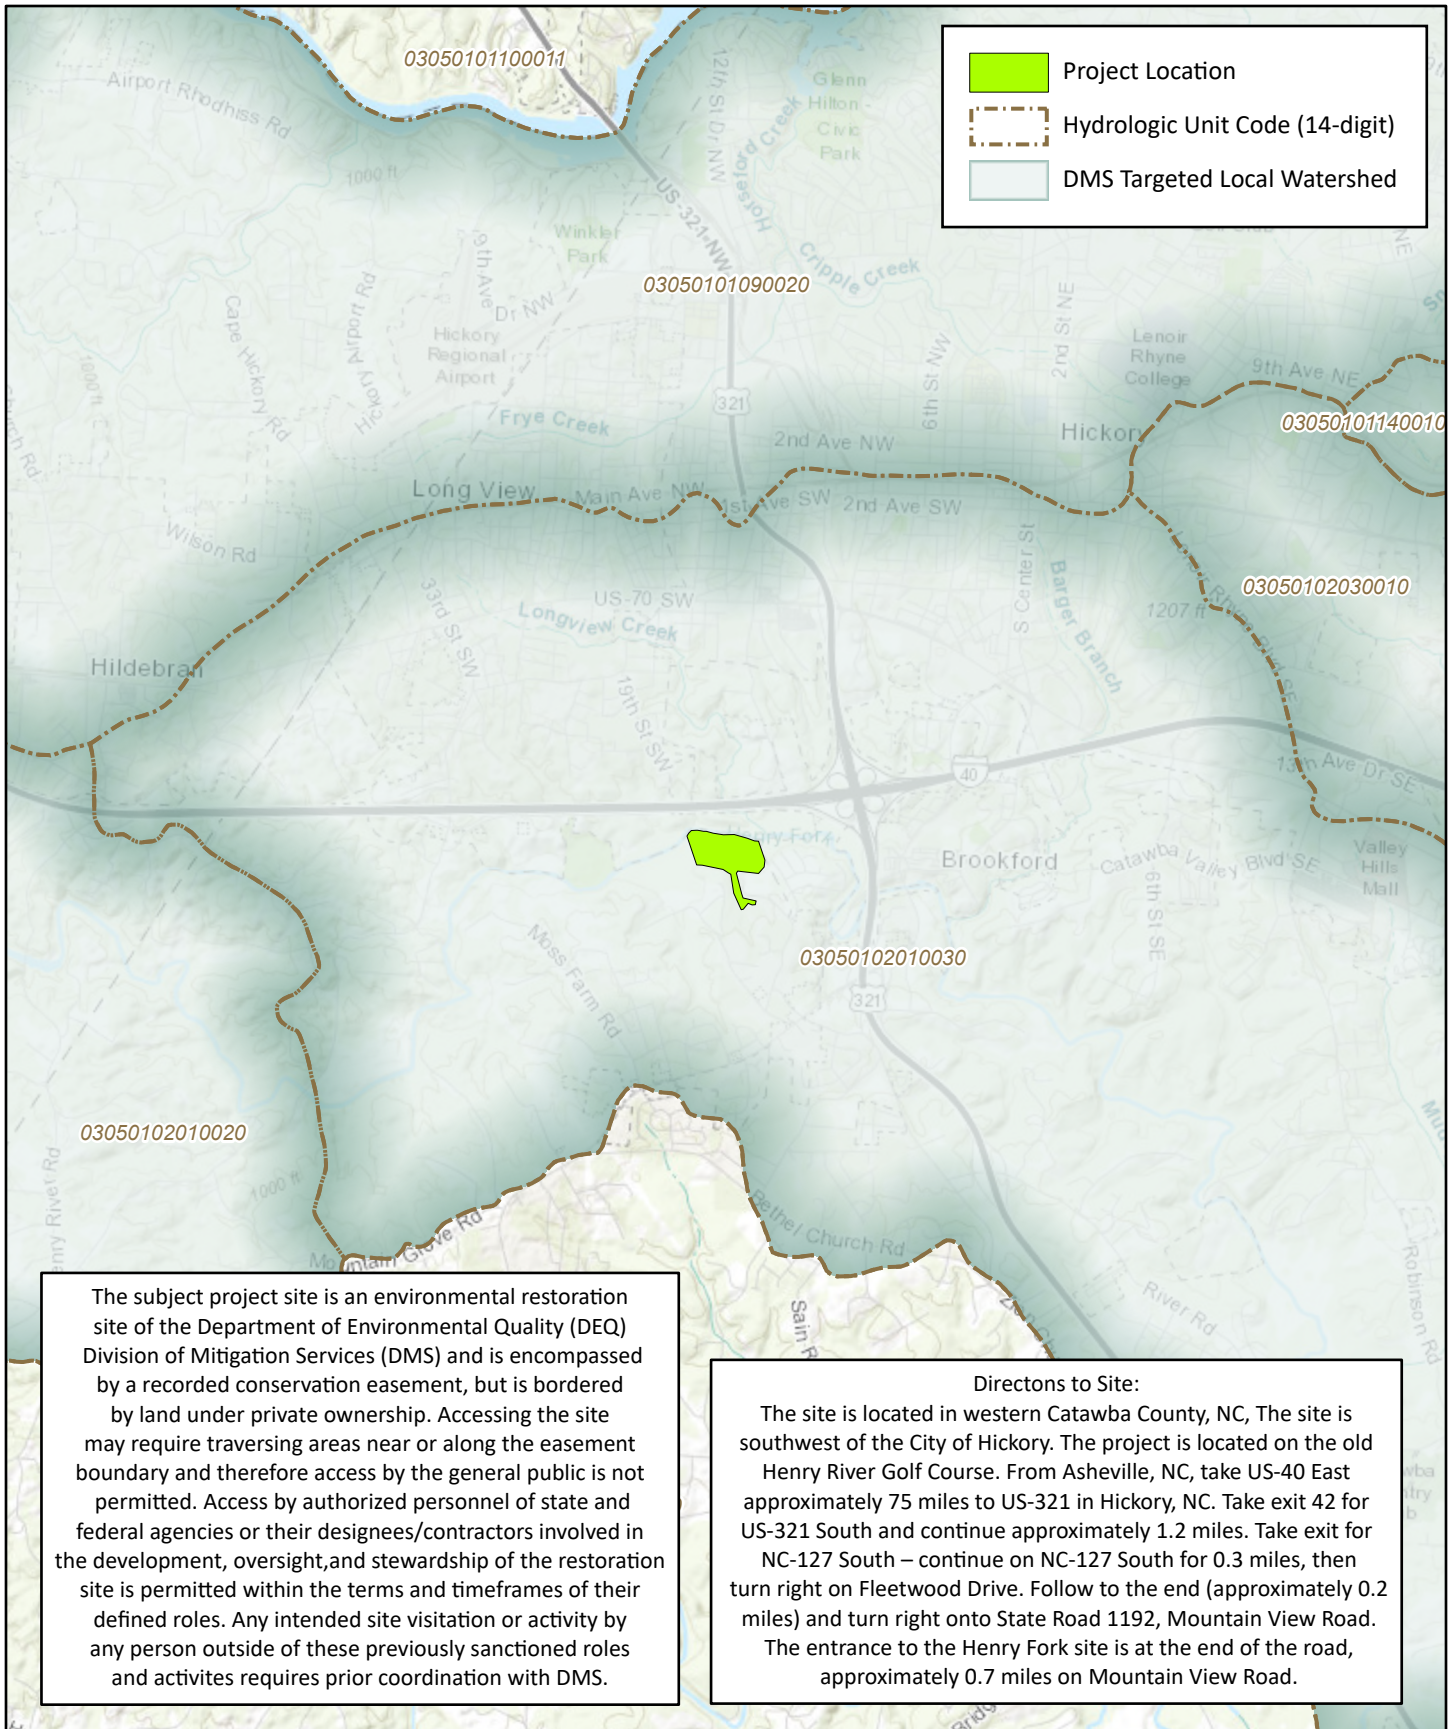 03050101100011
Airport Rhodhiss Rd
12th St Dr NW
Glenn
Hilton -
Civic
Park
Project Location
Hydrologic Unit Code (14-digit)
DMS Targeted Local Watershed
1000 ft
US-321-NW
Horseford Creek
Winkler
Park
9th Ave
Dr NW
Cripple Creek
NE
03050101090020
Cape Hickory Rd
Hickory Airport Rd
Hickory
Regional
Airport
2nd St NE
Lenoir
Rhyne
College
1000 ft
6th St NW
9th Ave NE
321
Frye Creek
2nd Ave NW
Hickory
03050101140010
Long View
Main Ave NW
1st Ave SW
2nd Ave SW
Wilson Rd
S Center St
Barger Branch
33rd St SW
US-70 SW
Longview Creek
03050102030010
1207 ft
Lenoir Rhyne Blvd SE
Hildebran
19th St SW
40
13th Ave Dr SE
Henry Fork
Brookford
Catawba Valley Blvd SE
Valley
Hills
Mall
6th St SE
Moss Farm Rd
03050102010030
321
03050102010020
1000 ft
Henry River Rd
Mountain Grove Rd
Bethel Church Rd
River Rd
Robinson Rd
Sain R
The subject project site is an environmental restoration
site of the Department of Environmental Quality (DEQ)
Division of Mitigation Services (DMS) and is encompassed
by a recorded conservation easement, but is bordered
by land under private ownership. Accessing the site
may require traversing areas near or along the easement
boundary and therefore access by the general public is not
permitted. Access by authorized personnel of state and
federal agencies or their designees/contractors involved in
the development, oversight,and stewardship of the restoration
site is permitted within the terms and timeframes of their
defined roles. Any intended site visitation or activity by
any person outside of these previously sanctioned roles
and activites requires prior coordination with DMS.
Directons to Site:
The site is located in western Catawba County, NC, The site is
southwest of the City of Hickory. The project is located on the old
Henry River Golf Course. From Asheville, NC, take US-40 East
approximately 75 miles to US-321 in Hickory, NC. Take exit 42 for
US-321 South and continue approximately 1.2 miles. Take exit for
NC-127 South – continue on NC-127 South for 0.3 miles, then
turn right on Fleetwood Drive. Follow to the end (approximately 0.2
miles) and turn right onto State Road 1192, Mountain View Road.
The entrance to the Henry Fork site is at the end of the road,
approximately 0.7 miles on Mountain View Road.